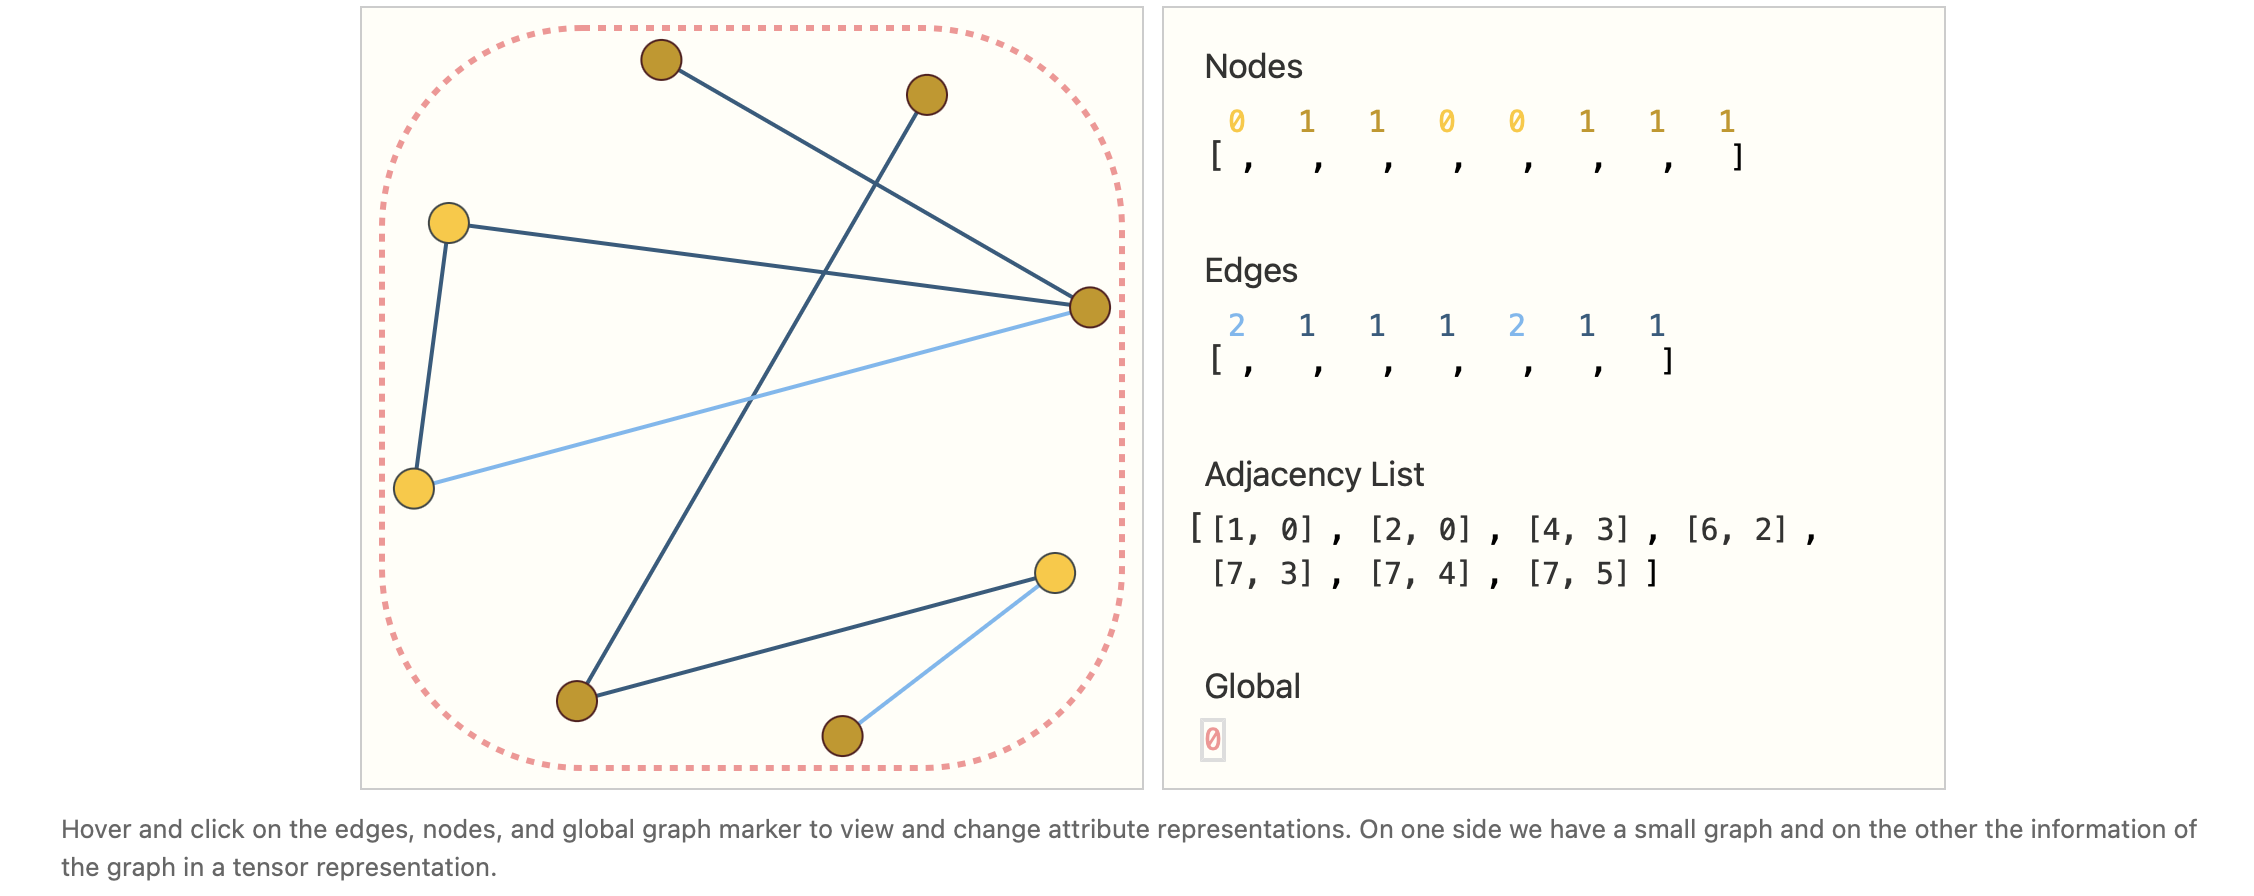 Nodes
0 1 1 0 0 1 1 1
[ , , , , , , , ]
Edges
2 1 1 1 2 1 1
[ , , , , , , ]
Adjacency List
[[1, 0] , [2, 0] , [4, 3] , [6, 2] ,
[7, 3] , [7, 4] , [7, 5] ]
Global
0
Hover and click on the edges, nodes, and global graph marker to view and change attribute representations. On one side we have a small graph and on the other the information of
the graph in a tensor representation.